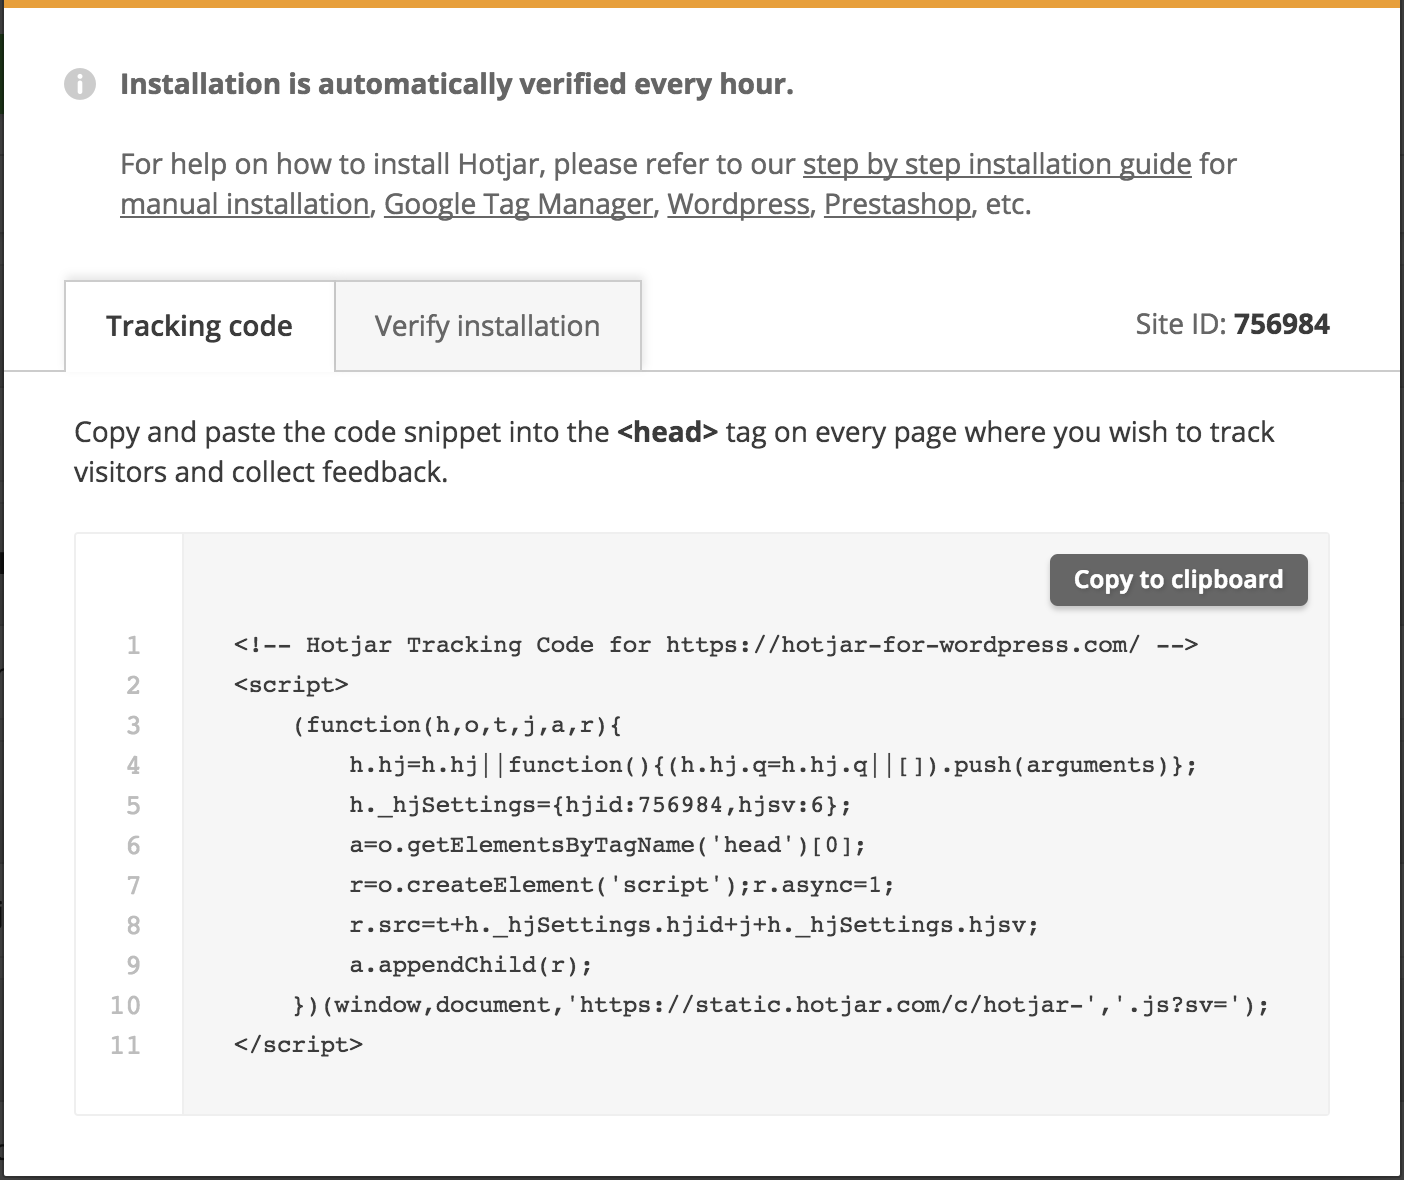 Installation is automatically verified every hour.
For help on how to install Hotjar, please refer to our step by step installation guide for
manual installation, Google Tag Manager, Wordpress, Prestashop, etc.
Tracking code
Verify installation
Site ID: 756984
Copy and paste the code snippet into the <head> tag on every page where you wish to track
visitors and collect feedback.
Copy to clipboard
1 <!-- Hotjar Tracking Code for https://hotjar-for-wordpress.com/ -->
2 <script>
3     (function(h,o,t,j,a,r){
4         h.hj=h.hj||function(){(h.hj.q=h.hj.q||[]).push(arguments)};
5         h._hjSettings={hjid:756984,hjsv:6};
6         a=o.getElementsByTagName('head')[0];
7         r=o.createElement('script');r.async=1;
8         r.src=t+h._hjSettings.hjid+j+h._hjSettings.hjsv;
9         a.appendChild(r);
10     })(window,document,'https://static.hotjar.com/c/hotjar-','.js?sv=');
11 </script>